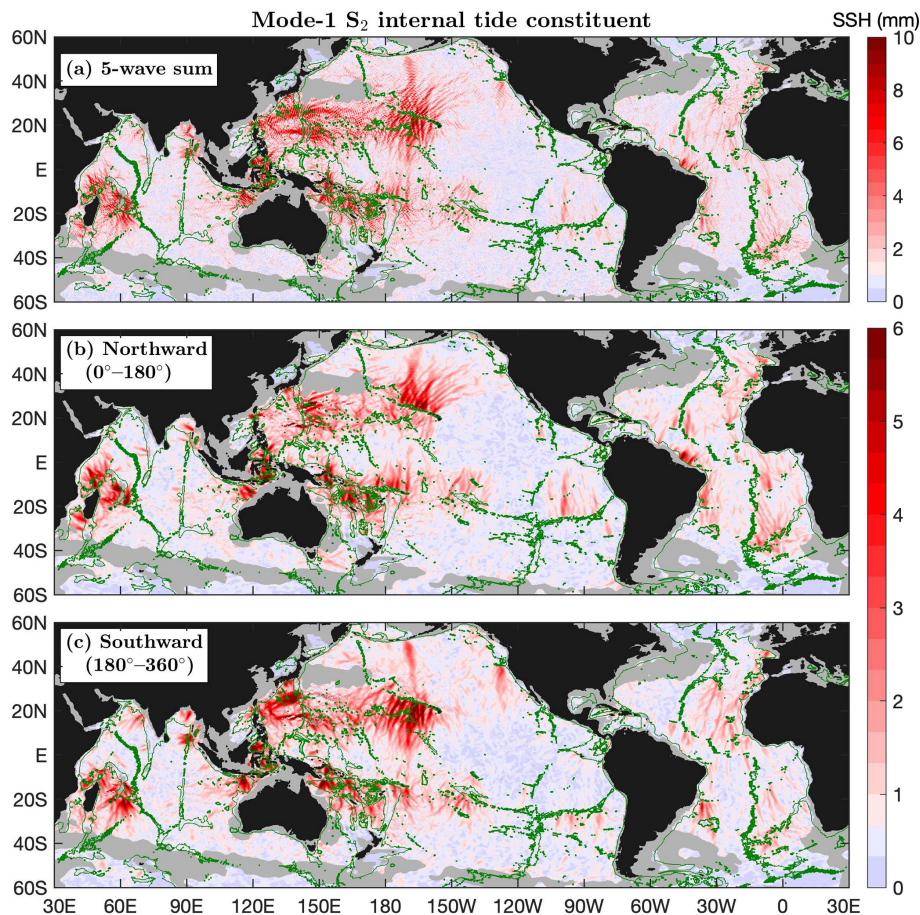 Mode-1 S₂ internal tide constituent
SSH (mm)
(a) 5-wave sum
60N
40N
20N
E
20S
40S
60S
10
8
6
4
2
0
(b) Northward
(0°–180°)
60N
40N
20N
E
20S
40S
60S
(c) Southward
(180°–360°)
60N
40N
20N
E
20S
40S
60S
6
5
4
3
2
1
0
30E 60E 90E 120E 150E 180 150W 120W 90W 60W 30W 0 30E